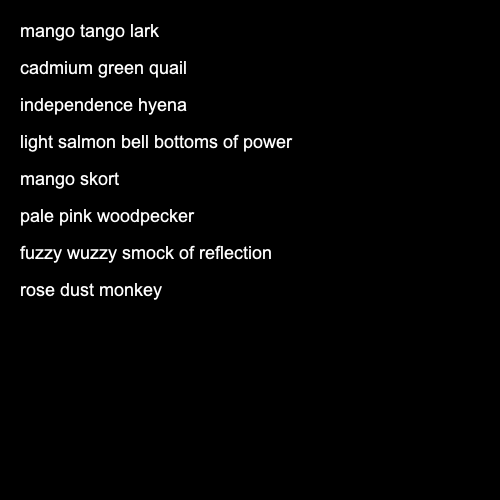 mango tango lark
cadmium green quail
independence hyena
light salmon bell bottoms of power
mango skort
pale pink woodpecker
fuzzy wuzzy smock of reflection
rose dust monkey